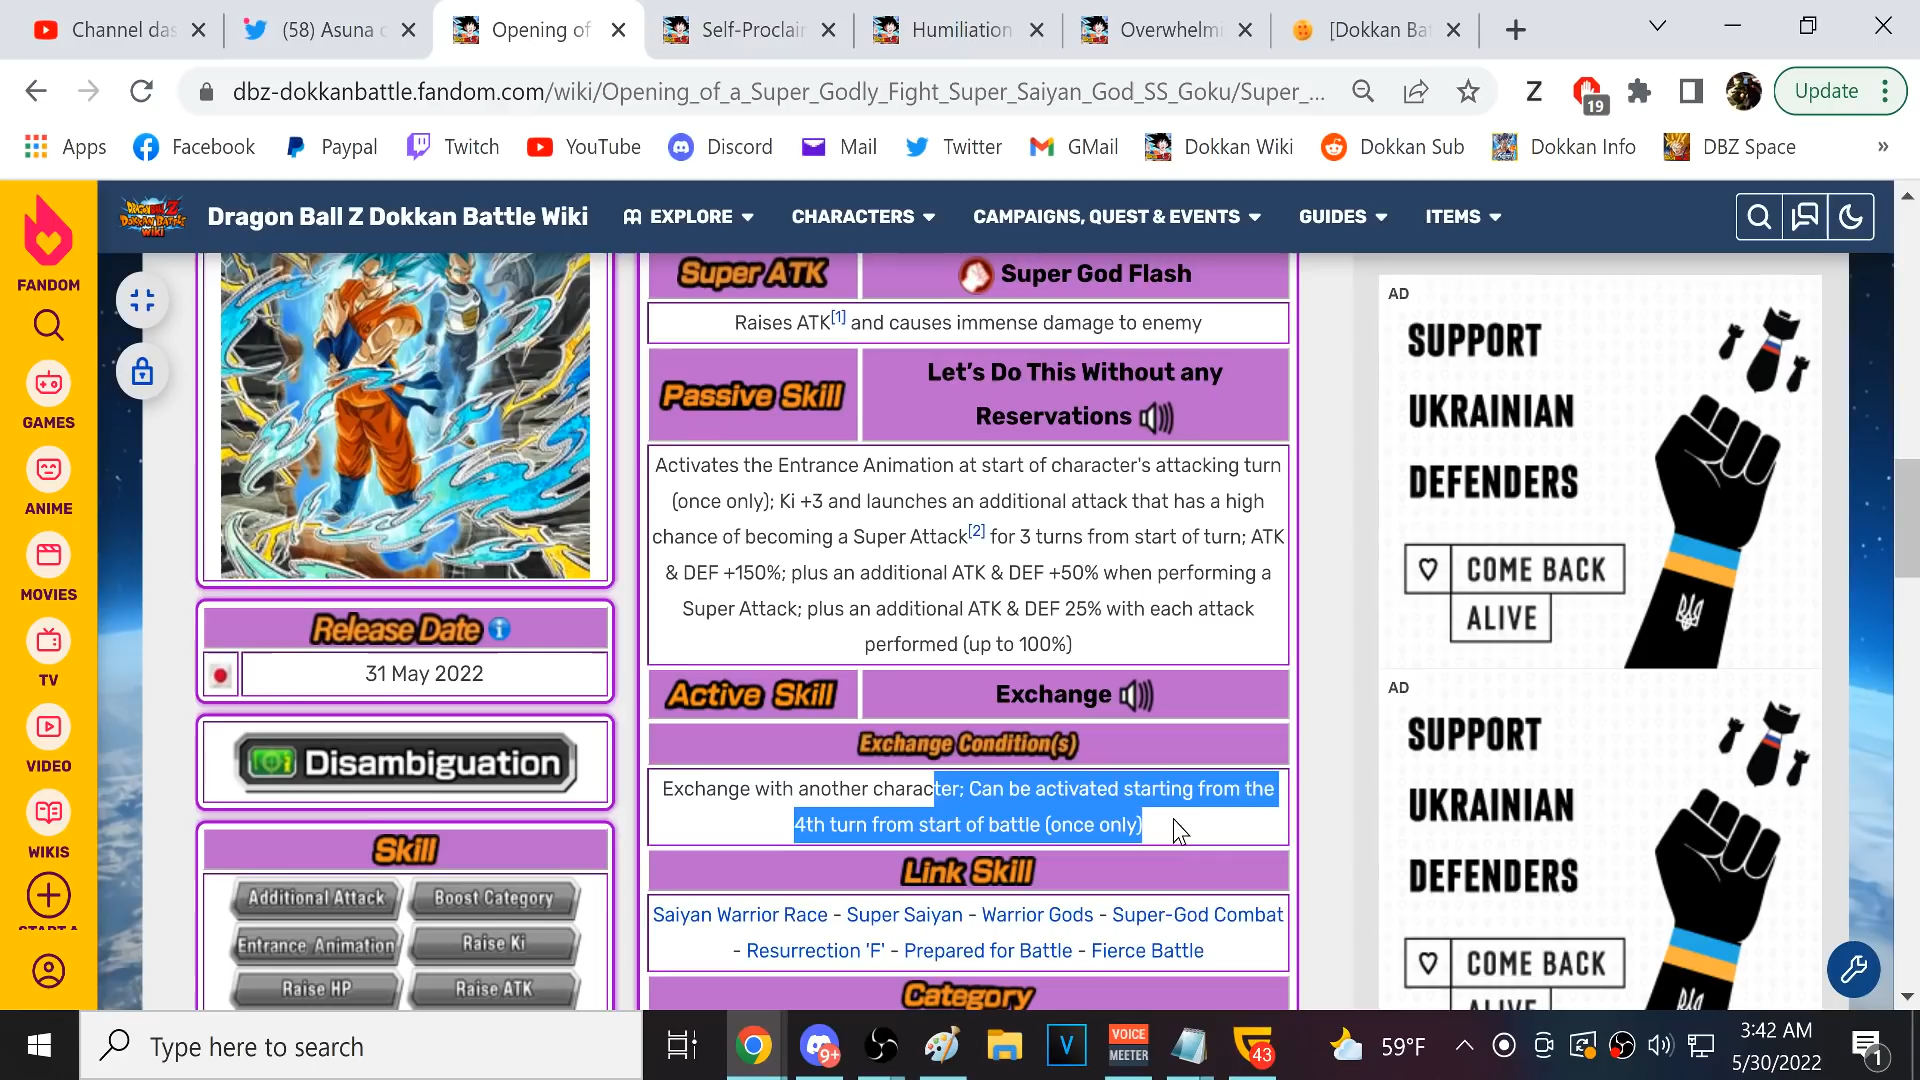 Channel das
(58) Asuna c
Opening of
Self-Proclaim
Humiliation
Overwhelmi
[Dokkan Bat
dbz-dokkanbattle.fandom.com/wiki/Opening_of_a_Super_Godly_Fight_Super_Saiyan_God_SS_Goku/Super_...
Z
19
Update
Apps
Facebook
Paypal
Twitch
YouTube
Discord
Mail
Twitter
GMail
Dokkan Wiki
Dokkan Sub
Dokkan Info
DBZ Space
»
Dragon Ball Z Dokkan Battle Wiki
EXPLORE
CHARACTERS
CAMPAIGNS, QUEST & EVENTS
GUIDES
ITEMS
FANDOM
GAMES
ANIME
MOVIES
TV
VIDEO
WIKIS
START A
Release Date
31 May 2022
Disambiguation
Skill
Additional Attack
Boost Category
Entrance Animation
Raise Ki
Raise HP
Raise ATK
Super ATK
Super God Flash
Raises ATK[1] and causes immense damage to enemy
Passive Skill
Let's Do This Without any
Reservations
Activates the Entrance Animation at start of character's attacking turn
(once only); Ki +3 and launches an additional attack that has a high
chance of becoming a Super Attack[2] for 3 turns from start of turn; ATK
& DEF +150%; plus an additional ATK & DEF +50% when performing a
Super Attack; plus an additional ATK & DEF 25% with each attack
performed (up to 100%)
Active Skill
Exchange
Exchange Condition(s)
Exchange with another character; Can be activated starting from the
4th turn from start of battle (once only)
Link Skill
Saiyan Warrior Race - Super Saiyan - Warrior Gods - Super-God Combat
- Resurrection 'F' - Prepared for Battle - Fierce Battle
Category
AD
SUPPORT
UKRAINIAN
DEFENDERS
COME BACK
ALIVE
AD
SUPPORT
UKRAINIAN
DEFENDERS
COME BACK
ALIVE
Type here to search
9+
V
VOICE
MEETER
43
59°F
3:42 AM
5/30/2022
1